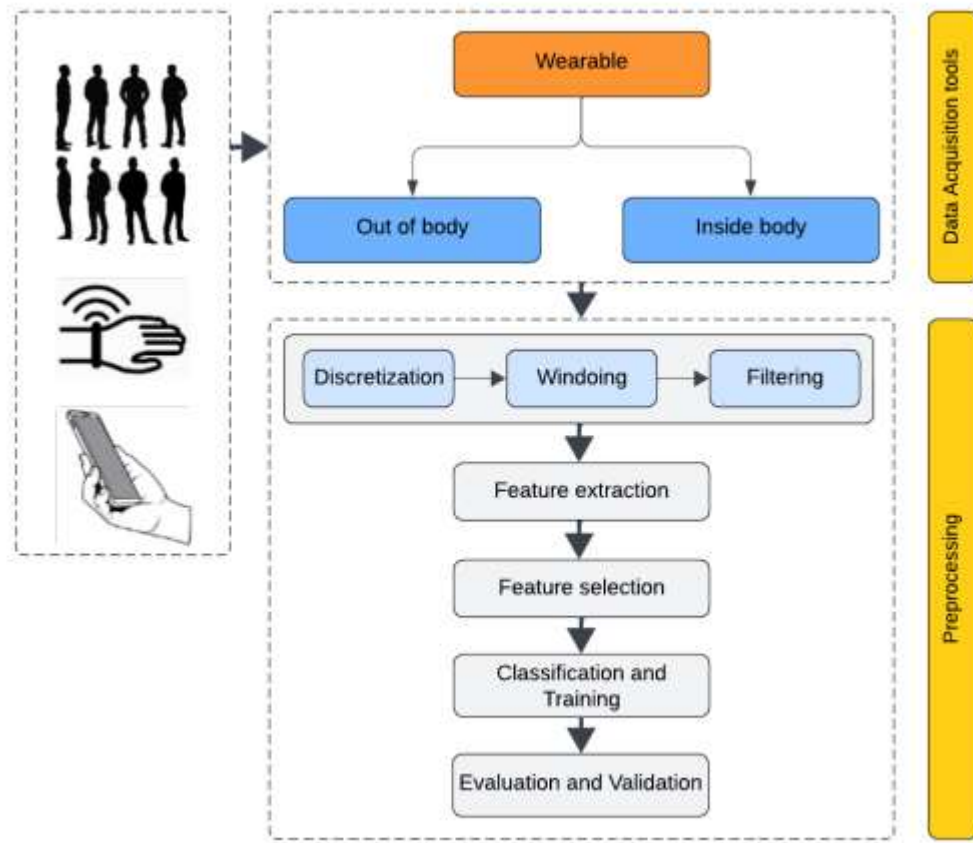 Wearable
Out of body
Inside body
Data Acquisition tools
Discretization
Windoing
Filtering
Feature extraction
Feature selection
Classification and
Training
Evaluation and Validation
Preprocessing